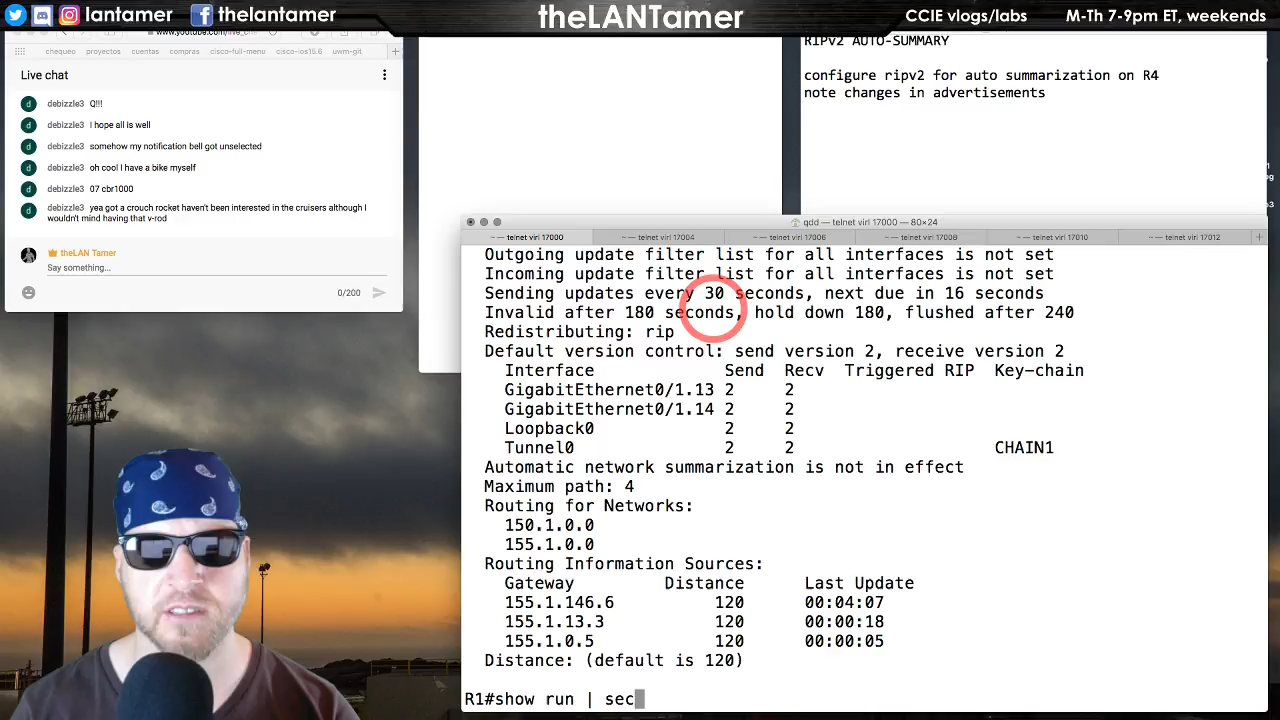 lantamer
thelantamer
theLANTamer
CCIE vlogs/labs
M-Th 7-9pm ET, weekends
chequeo
proyectos
cuentas
compras
cisco-full-menu
cisco-ios15.6
uwm-git
Live chat
debizzle3 Q!!!
debizzle3 I hope all is well
debizzle3 somehow my notification bell got unselected
debizzle3 oh cool I have a bike myself
debizzle3 07 cbr1000
debizzle3 yea got a crouch rocket haven't been interested in the cruisers although I
wouldn't mind having that v-rod
theLAN Tamer
Say something...
0/200
RIPv2 AUTO-SUMMARY
configure ripv2 for auto summarization on R4
note changes in advertisements
qdd — telnet virl 17000 — 80×24
~ — telnet virl 17000
~ — telnet virl 17004
~ — telnet virl 17006
~ — telnet virl 17008
~ — telnet virl 17010
~ — telnet virl 17012
Outgoing update filter list for all interfaces is not set
Incoming update filter list for all interfaces is not set
Sending updates every 30 seconds, next due in 16 seconds
Invalid after 180 seconds, hold down 180, flushed after 240
Redistributing: rip
Default version control: send version 2, receive version 2
Interface Send Recv Triggered RIP Key-chain
GigabitEthernet0/1.13 2 2
GigabitEthernet0/1.14 2 2
Loopback0 2 2
Tunnel0 2 2 CHAIN1
Automatic network summarization is not in effect
Maximum path: 4
Routing for Networks:
150.1.0.0
155.1.0.0
Routing Information Sources:
Gateway Distance Last Update
155.1.146.6 120 00:04:07
155.1.13.3 120 00:00:18
155.1.0.5 120 00:00:05
Distance: (default is 120)
R1#show run | sec